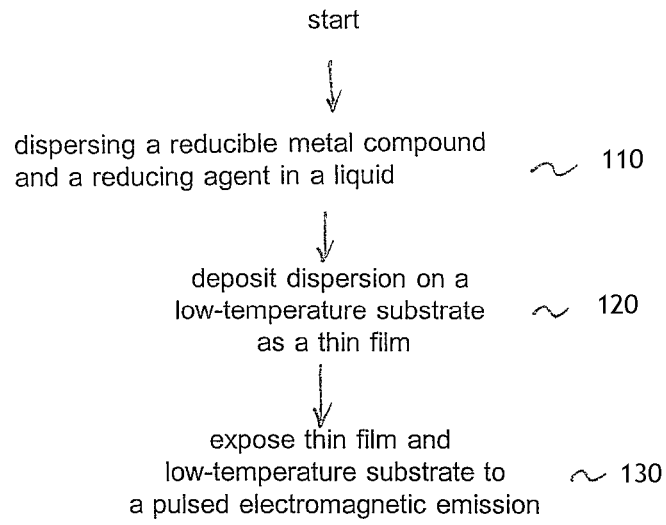 start
dispersing a reducible metal compound
and a reducing agent in a liquid
110
deposit dispersion on a
low-temperature substrate
as a thin film
120
expose thin film and
low-temperature substrate to
a pulsed electromagnetic emission
130